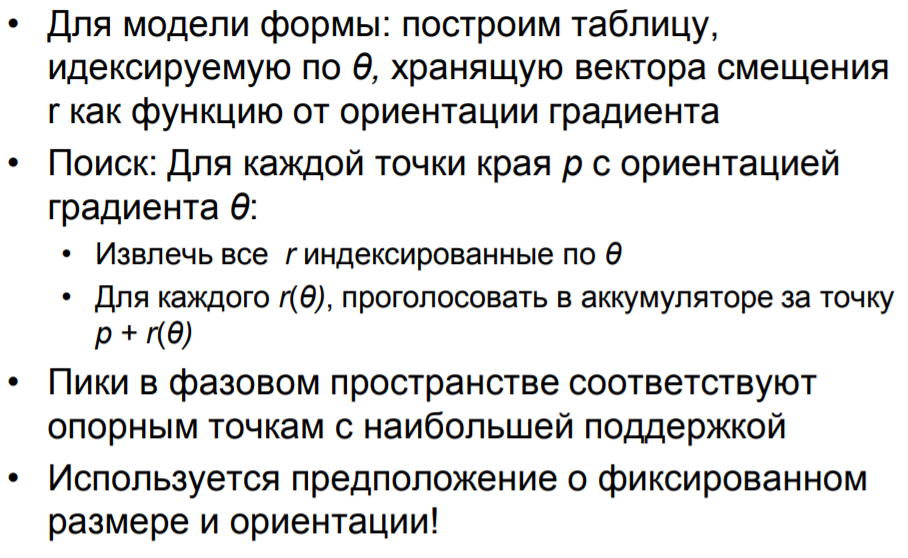 • Для модели формы: построим таблицу,
идексируемую по θ, хранящую вектора смещения
r как функцию от ориентации градиента
• Поиск: Для каждой точки края p с ориентацией
градиента θ:
• Извлечь все r индексированные по θ
• Для каждого r(θ), проголосовать в аккумуляторе за точку
p + r(θ)
• Пики в фазовом пространстве соответствуют
опорным точкам с наибольшей поддержкой
• Используется предположение о фиксированном
размере и ориентации!